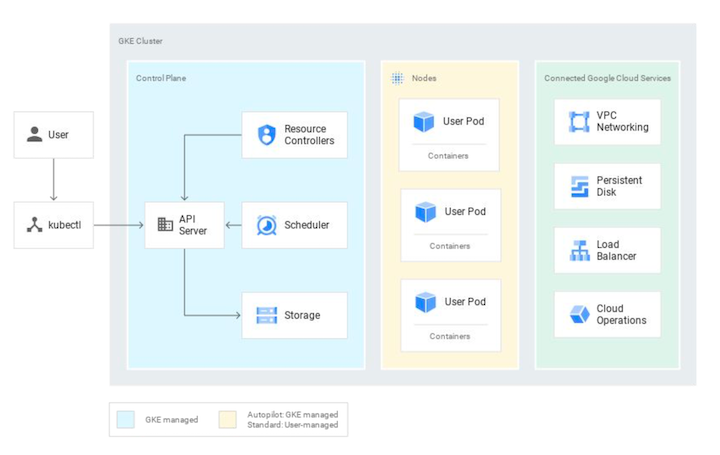 GKE Cluster
Control Plane
Nodes
Connected Google Cloud Services
User
kubectl
Resource
Controllers
API
Server
Scheduler
Storage
User Pod
Containers
User Pod
Containers
User Pod
Containers
VPC
Networking
Persistent
Disk
Load
Balancer
Cloud
Operations
GKE managed
Autopilot: GKE managed
Standard: User-managed